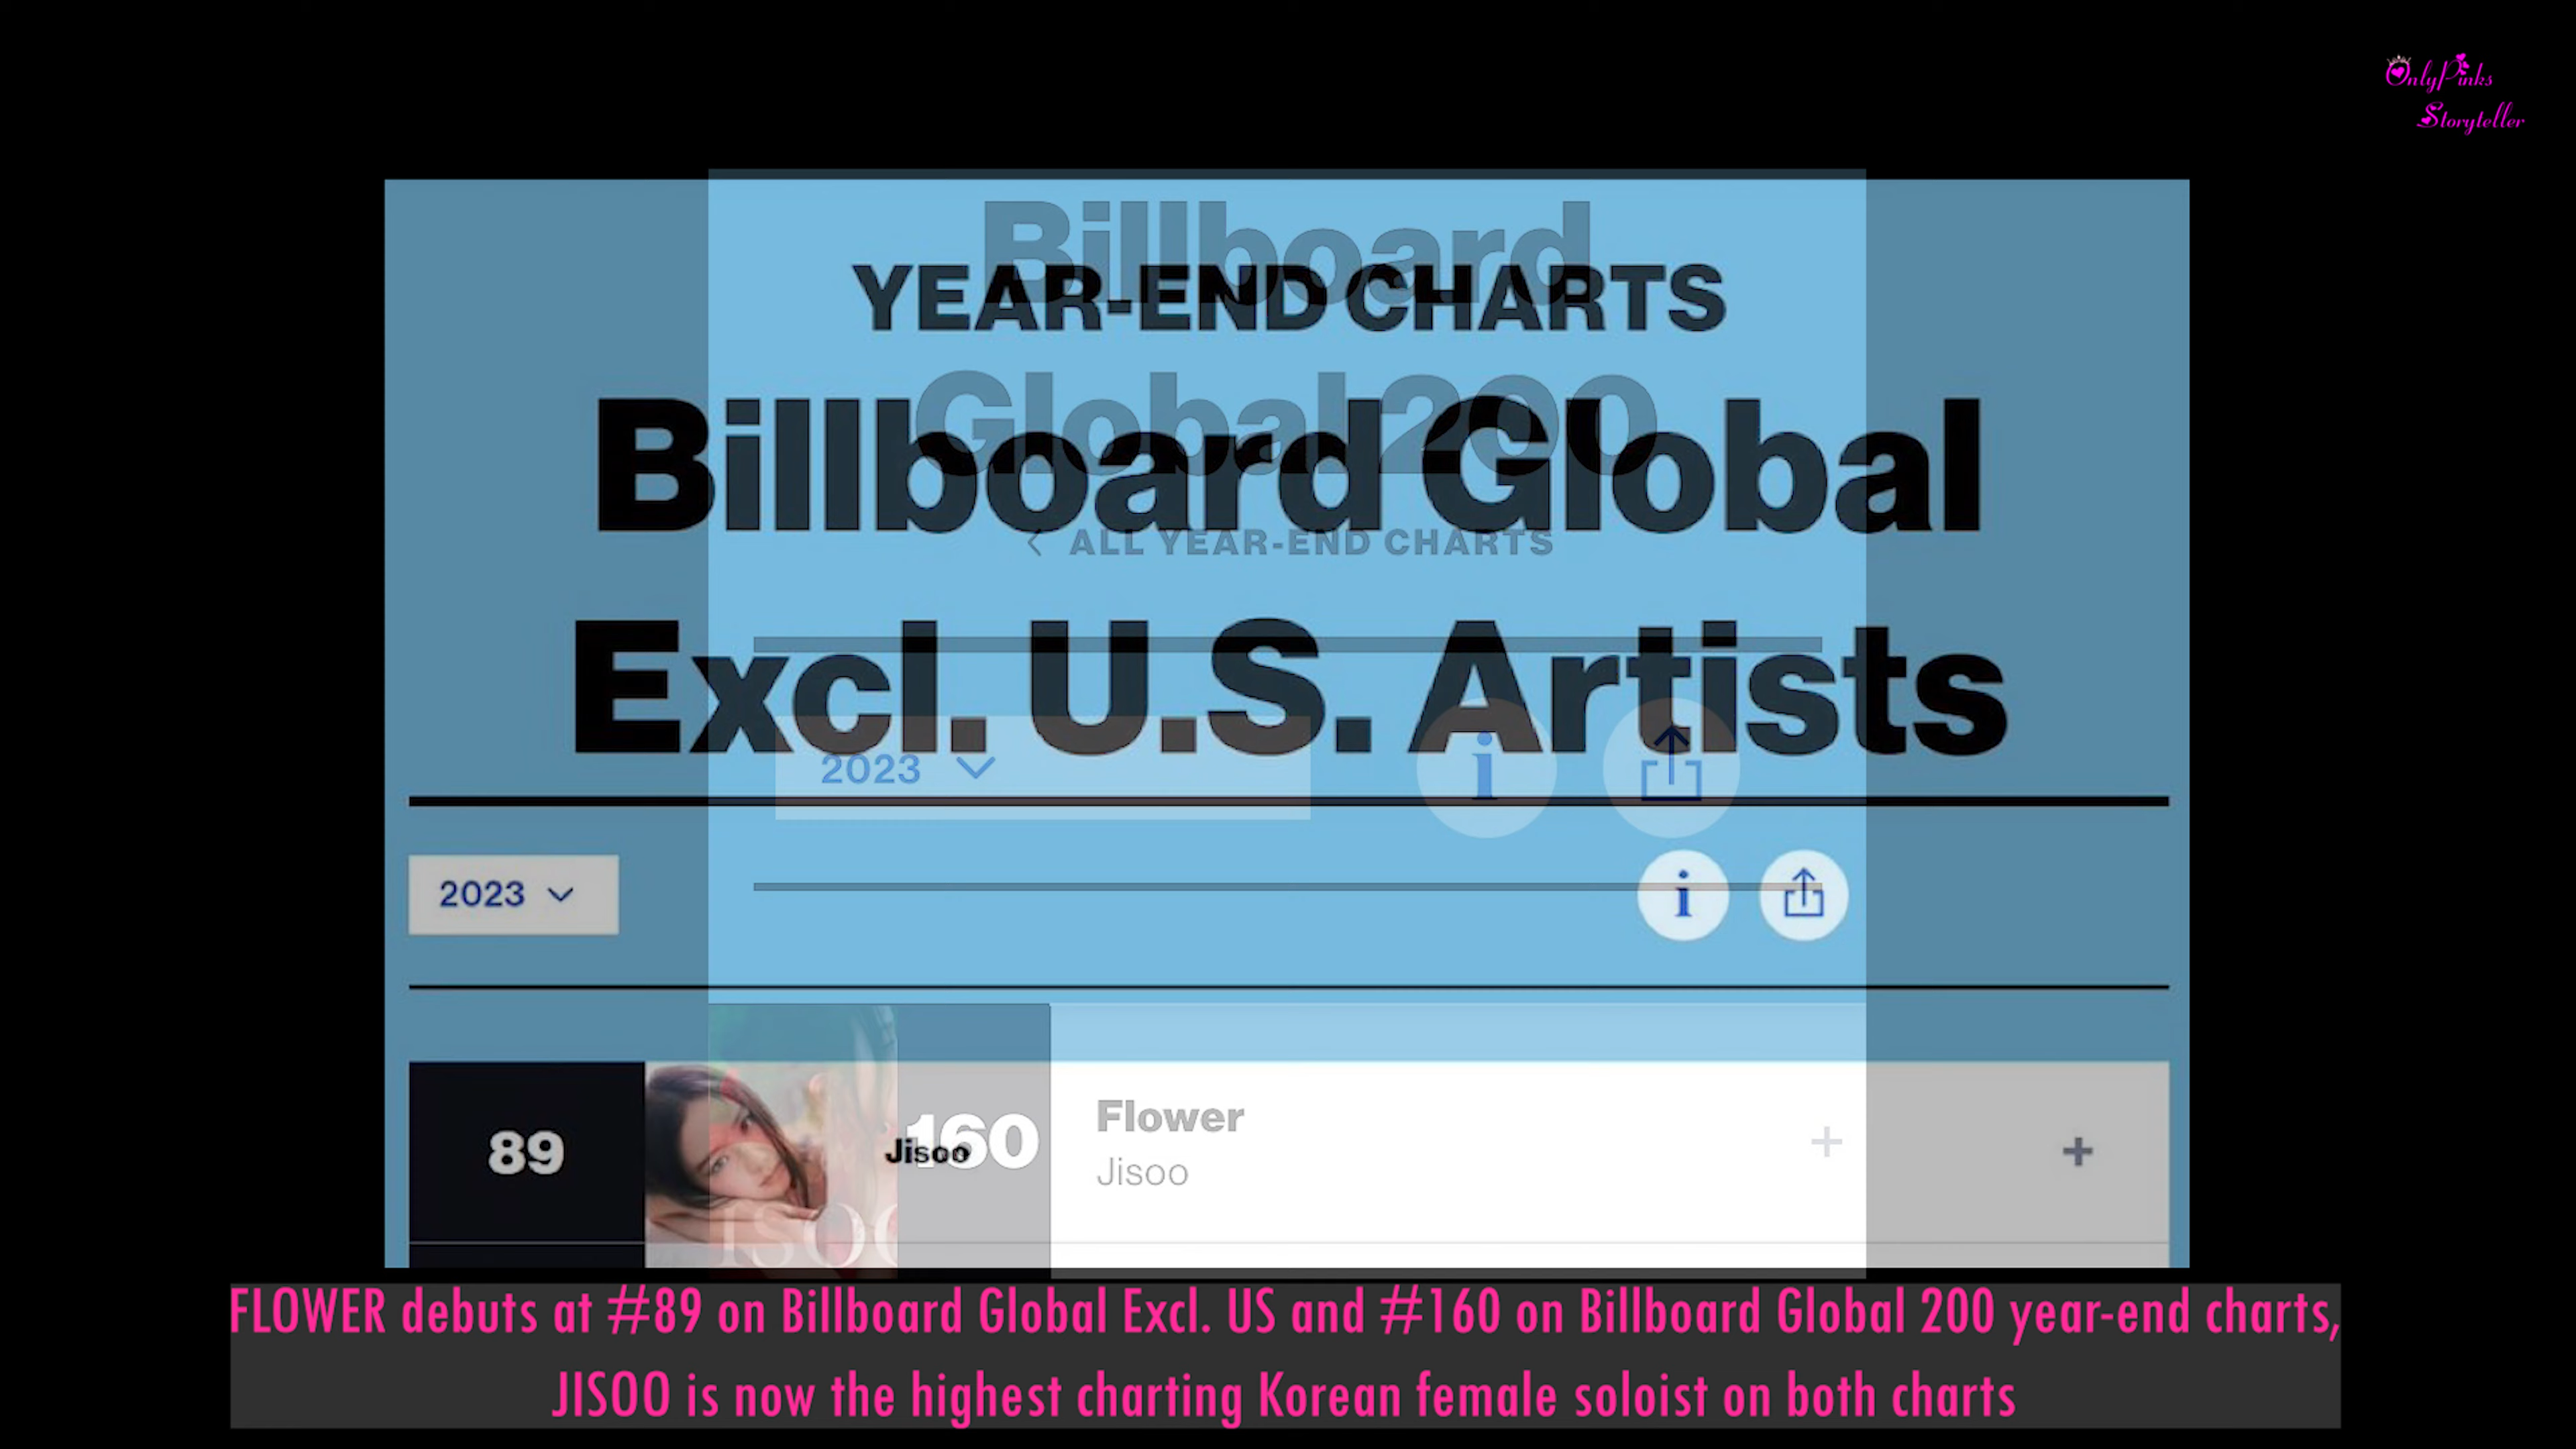 OnlyPinks
Storyteller
Billboard
YEAR-END CHARTS
Global 200
Billboard Global
ALL YEAR-END CHARTS
Excl. U.S. Artists
2023
i
2023
i
89
Jisoo
160
Flower
Jisoo
+
+
JISOO
FLOWER debuts at #89 on Billboard Global Excl. US and #160 on Billboard Global 200 year-end charts,
JISOO is now the highest charting Korean female soloist on both charts